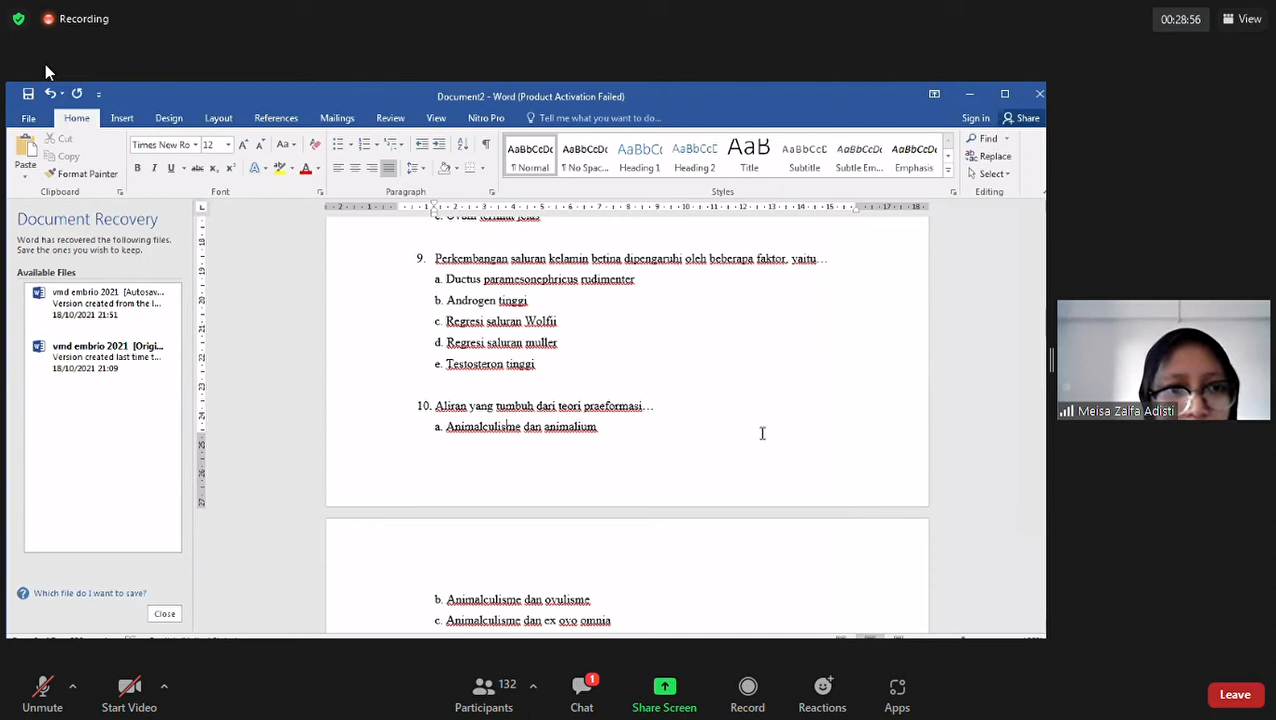 Recording
00:28:56
View
Document2 - Word (Product Activation Failed)
File Home Insert Design Layout References Mailings Review View Nitro Pro Tell me what you want to do... Sign in Share
Paste
Cut
Copy
Format Painter
Clipboard
Times New Ro 12
Font
Paragraph
AaBbCcDc AaBbCcDc AaBbCc AaBbCcC AaB AaBbCcD AaBbCcDt AaBbCcDt
¶ Normal ¶ No Spac... Heading 1 Heading 2 Title Subtitle Subtle Em... Emphasis
Styles
Find
Replace
Select
Editing
Document Recovery
Word has recovered the following files.
Save the ones you wish to keep.
Available Files
vmd embrio 2021 [Autosav...
Version created from the l...
18/10/2021 21:51
vmd embrio 2021 [Origi...
Version created last time t...
18/10/2021 21:09
Which file do I want to save?
Close
9. Perkembangan saluran kelamin betina dipengaruhi oleh beberapa faktor, yaitu…
a. Ductus paramesonephricus rudimenter
b. Androgen tinggi
c. Regresi saluran Wolfii
d. Regresi saluran muller
e. Testosteron tinggi
10. Aliran yang tumbuh dari teori praeformasi…
a. Animalculisme dan animalium
b. Animalculisme dan ovulisme
c. Animalculisme dan ex ovo omnia
Meisa Zalfa Adisti
Unmute
Start Video
132
Participants
1
Chat
Share Screen
Record
Reactions
Apps
Leave